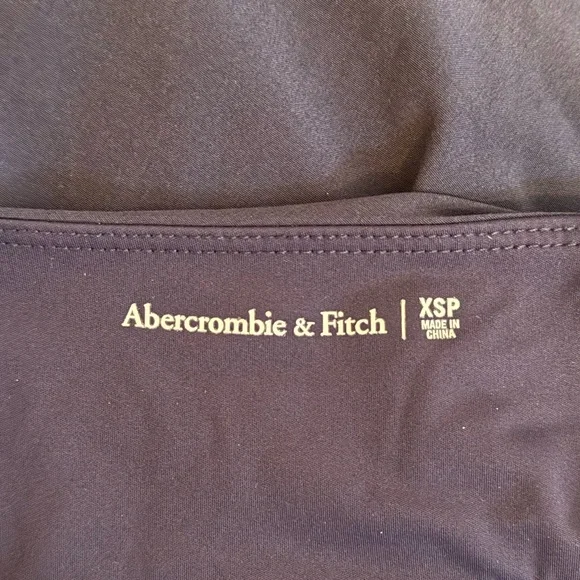 Abercrombie & Fitch | XSP
MADE IN
CHINA